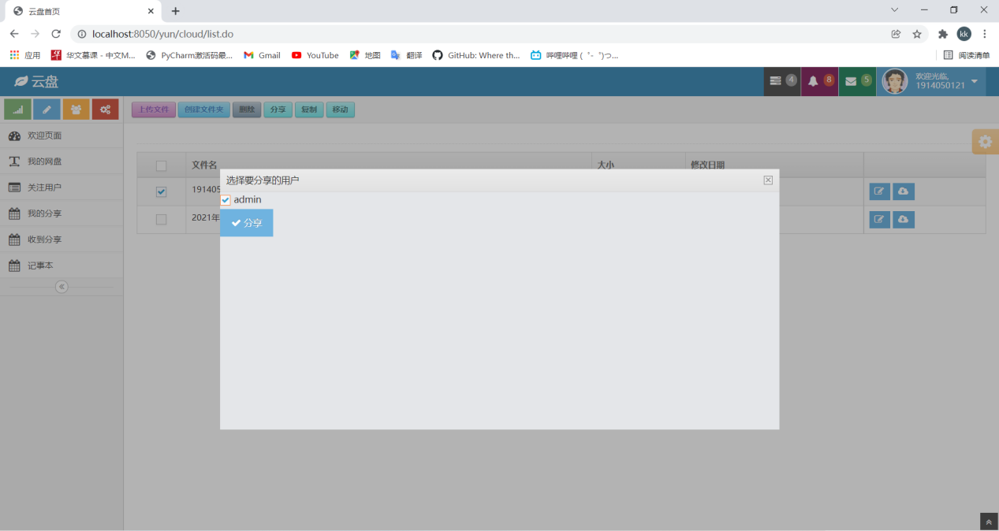 云盘首页
localhost:8050/yun/cloud/list.do
kk
应用 华文慕课 - 中文M... PyCharm激活码最... Gmail YouTube 地图 翻译 GitHub: Where th... 哔哩哔哩 (゜-゜)つ... 阅读清单
云盘 4 8 5 欢迎光临,
1914050121
上传文件 创建文件夹 删除 分享 复制 移动
欢迎页面
我的网盘
关注用户
我的分享
收到分享
记事本
文件名 大小 修改日期
191405
2021年
选择要分享的用户
admin
分享